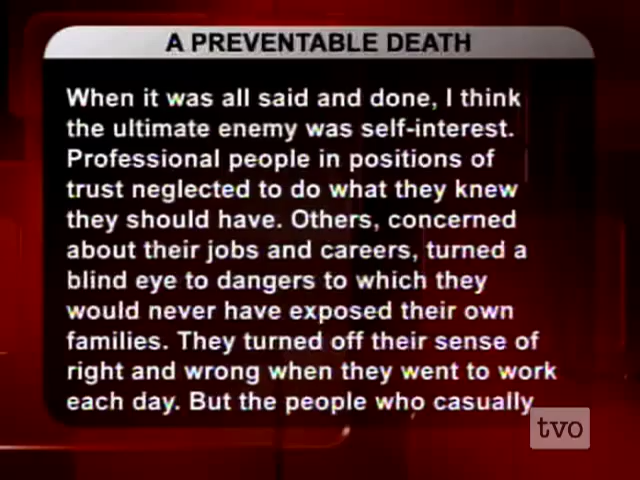 A PREVENTABLE DEATH
When it was all said and done, I think
the ultimate enemy was self-interest.
Professional people in positions of
trust neglected to do what they knew
they should have. Others, concerned
about their jobs and careers, turned a
blind eye to dangers to which they
would never have exposed their own
families. They turned off their sense of
right and wrong when they went to work
each day. But the people who casually
tvo